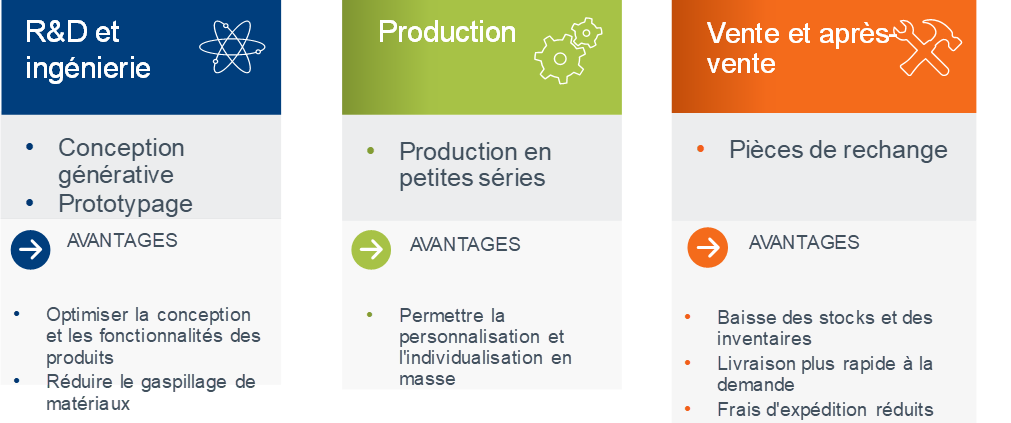 R&D et
ingénierie
• Conception
générative
• Prototypage
AVANTAGES
• Optimiser la conception
et les fonctionnalités des
produits
• Réduire le gaspillage de
matériaux
Production
• Production en
petites séries
AVANTAGES
• Permettre la
personnalisation et
l'individualisation en
masse
Vente et après-
vente
• Pièces de rechange
AVANTAGES
• Baisse des stocks et des
inventaires
• Livraison plus rapide à la
demande
• Frais d'expédition réduits